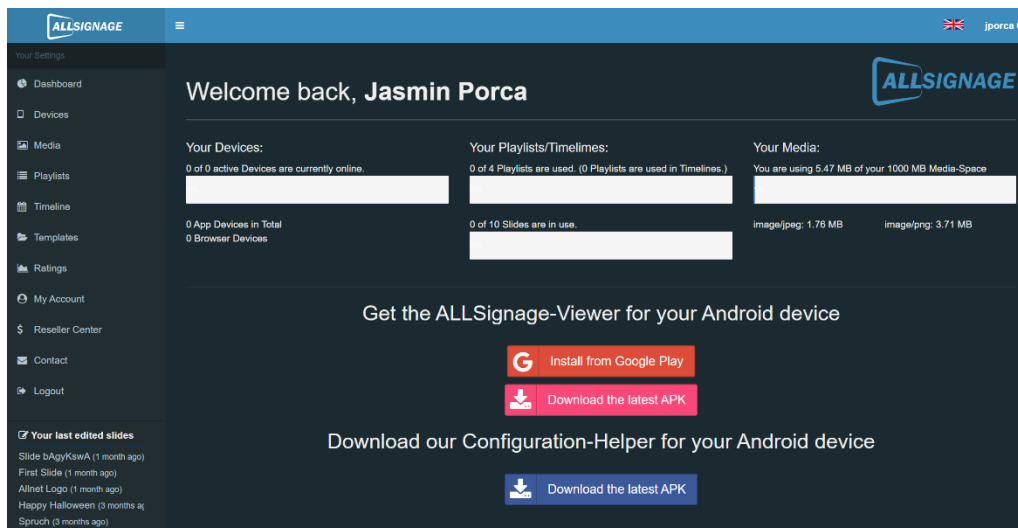 ALLSIGNAGE
jporca
Your Settings
Dashboard
Devices
Media
Playlists
Timeline
Templates
Ratings
My Account
Reseller Center
Contact
Logout
Your last edited slides
Slide bAgyKswA (1 month ago)
First Slide (1 month ago)
Allnet Logo (1 month ago)
Happy Halloween (3 months a
Spruch (3 months ago)
Welcome back, Jasmin Porca
ALLSIGNAGE
Your Devices:
0 of 0 active Devices are currently online.
0 App Devices in Total
0 Browser Devices
Your Playlists/Timelimes:
0 of 4 Playlists are used. (0 Playlists are used in Timelines.)
0 of 10 Slides are in use.
Your Media:
You are using 5.47 MB of your 1000 MB Media-Space
image/jpeg: 1.76 MB image/png: 3.71 MB
Get the ALLSignage-Viewer for your Android device
G Install from Google Play
Download the latest APK
Download our Configuration-Helper for your Android device
Download the latest APK